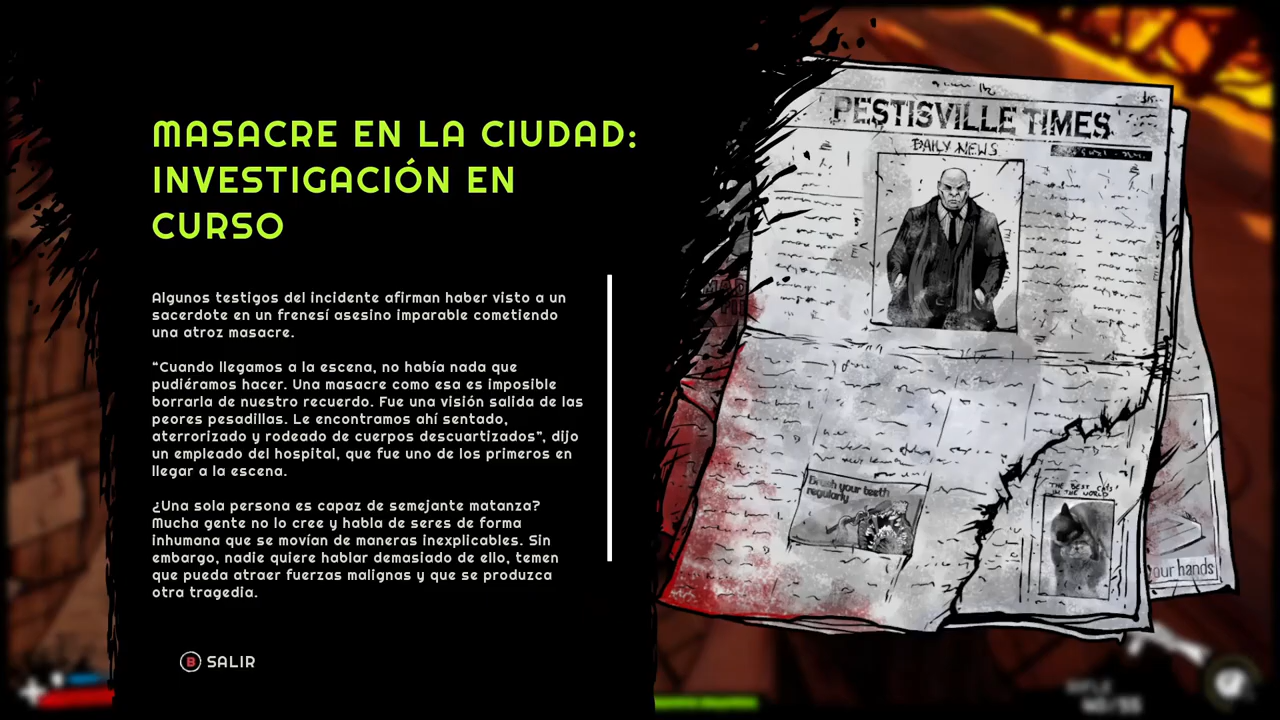 MASACRE EN LA CIUDAD:
INVESTIGACIÓN EN
CURSO
Algunos testigos del incidente afirman haber visto a un
sacerdote en un frenesí asesino imparable cometiendo
una atroz masacre.
“Cuando llegamos a la escena, no había nada que
pudiéramos hacer. Una masacre como esa es imposible
borrarla de nuestro recuerdo. Fue una visión salida de las
peores pesadillas. Le encontramos ahí sentado,
aterrorizado y rodeado de cuerpos descuartizados”, dijo
un empleado del hospital, que fue uno de los primeros en
llegar a la escena.
¿Una sola persona es capaz de semejante matanza?
Mucha gente no lo cree y habla de seres de forma
inhumana que se movían de maneras inexplicables. Sin
embargo, nadie quiere hablar demasiado de ello, temen
que pueda atraer fuerzas malignas y que se produzca
otra tragedia.
B SALIR
PESTISVILLE TIMES
DAILY NEWS
Brush your teeth
regularly
THE BEST CATS
IN THE WORLD
your hands